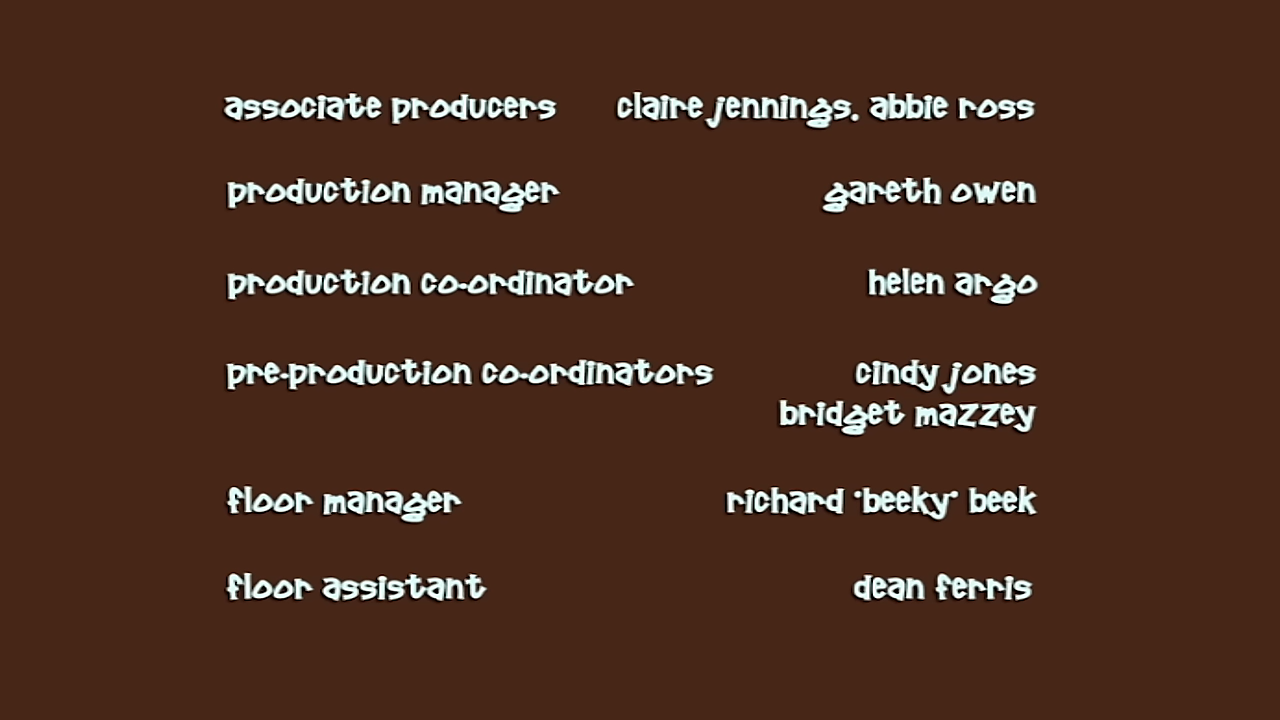 associate producers claire jennings, abbie ross
production manager gareth owen
production co-ordinator helen argo
pre-production co-ordinators cindy jones
bridget mazzey
floor manager richard 'beeky' beek
floor assistant dean ferris